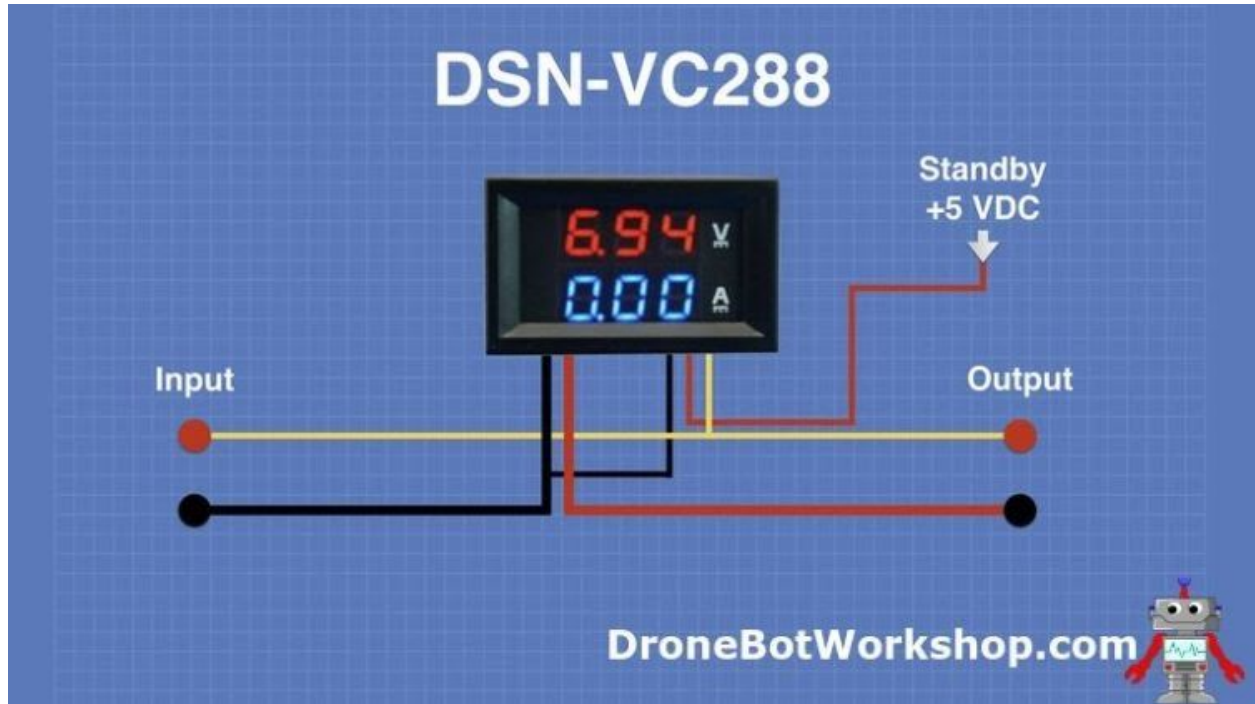 DSN-VC288
Standby
+5 VDC
6.94 V
0.00 A
Input
Output
DroneBotWorkshop.com